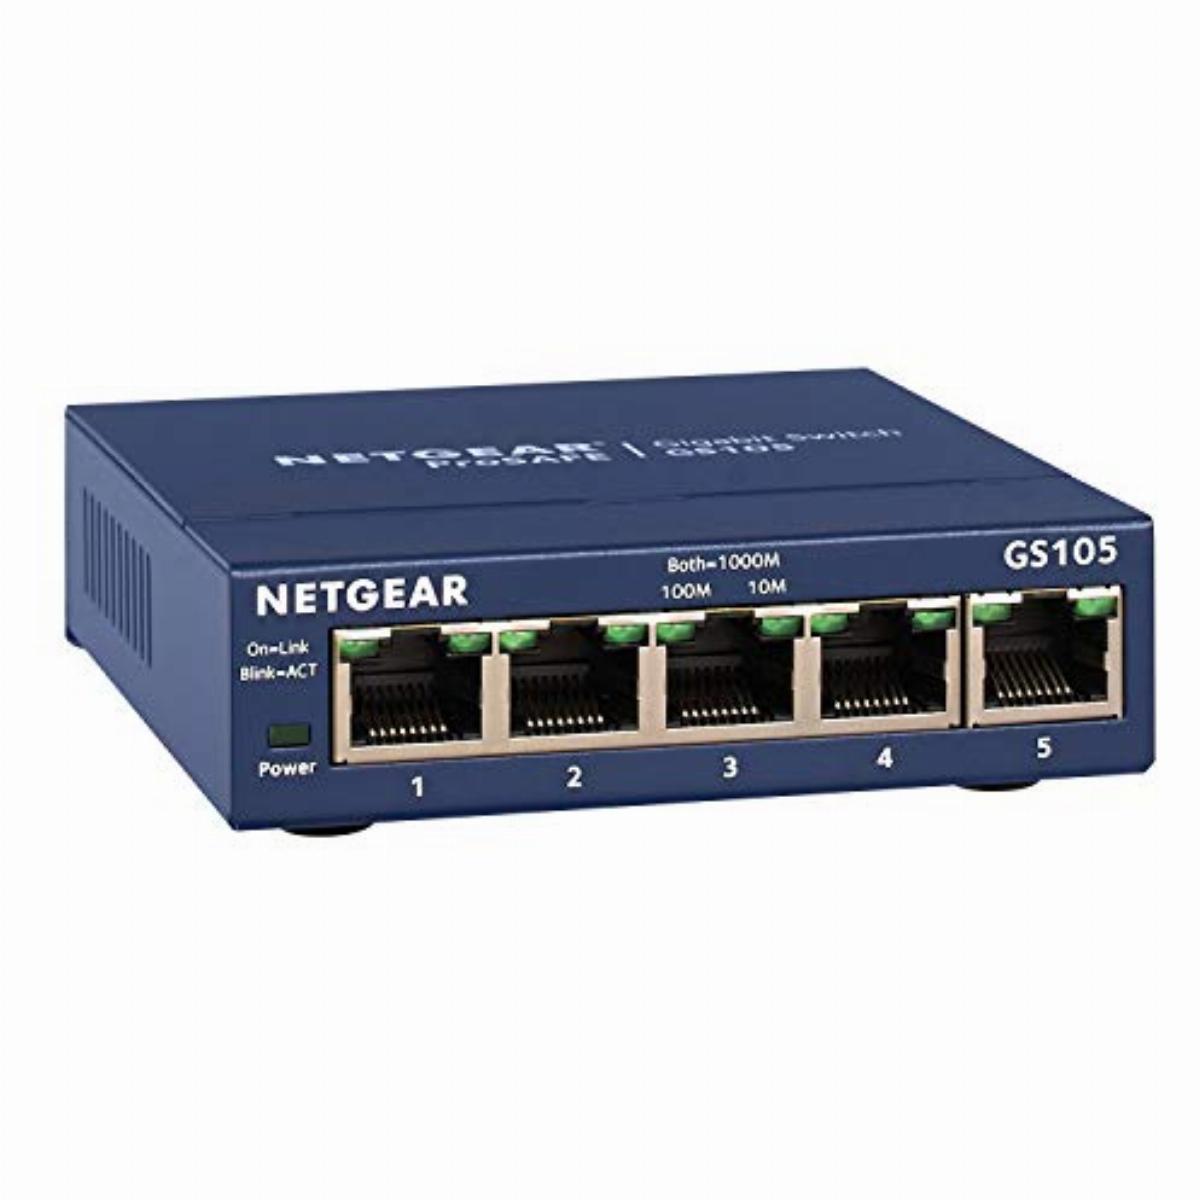 NETGEAR | Gigabit Switch
ProSAFE | GS105
NETGEAR
Both=1000M
GS105
100M 10M
On=Link
Blink=ACT
Power
1 2 3 4 5